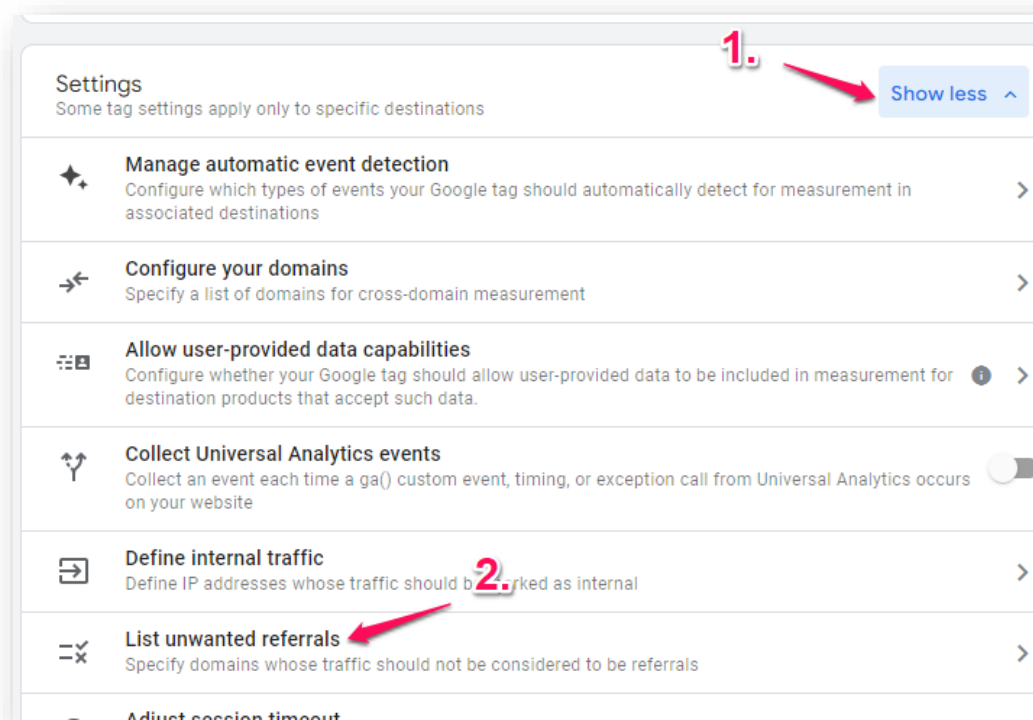 1.
Settings
Some tag settings apply only to specific destinations
Show less
Manage automatic event detection
Configure which types of events your Google tag should automatically detect for measurement in
associated destinations
Configure your domains
Specify a list of domains for cross-domain measurement
Allow user-provided data capabilities
Configure whether your Google tag should allow user-provided data to be included in measurement for
destination products that accept such data.
Collect Universal Analytics events
Collect an event each time a ga() custom event, timing, or exception call from Universal Analytics occurs
on your website
Define internal traffic
2.
Define IP addresses whose traffic should as internal
List unwanted referrals
Specify domains whose traffic should not be considered to be referrals
Adjust session timeout